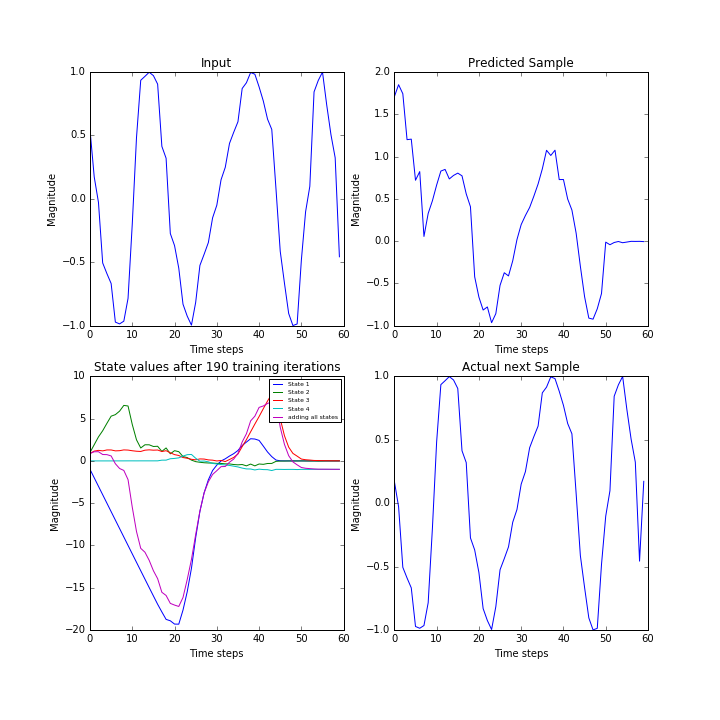 Input
1.0
0.5
0.0
−0.5
−1.0
Magnitude
0 10 20 30 40 50 60
Time steps
Predicted Sample
2.0
1.5
1.0
0.5
0.0
−0.5
−1.0
Magnitude
0 10 20 30 40 50 60
Time steps
State values after 190 training iterations
10
5
0
−5
−10
−15
−20
Magnitude
State 1
State 2
State 3
State 4
adding all states
0 10 20 30 40 50 60
Time steps
Actual next Sample
1.0
0.5
0.0
−0.5
−1.0
Magnitude
0 10 20 30 40 50 60
Time steps